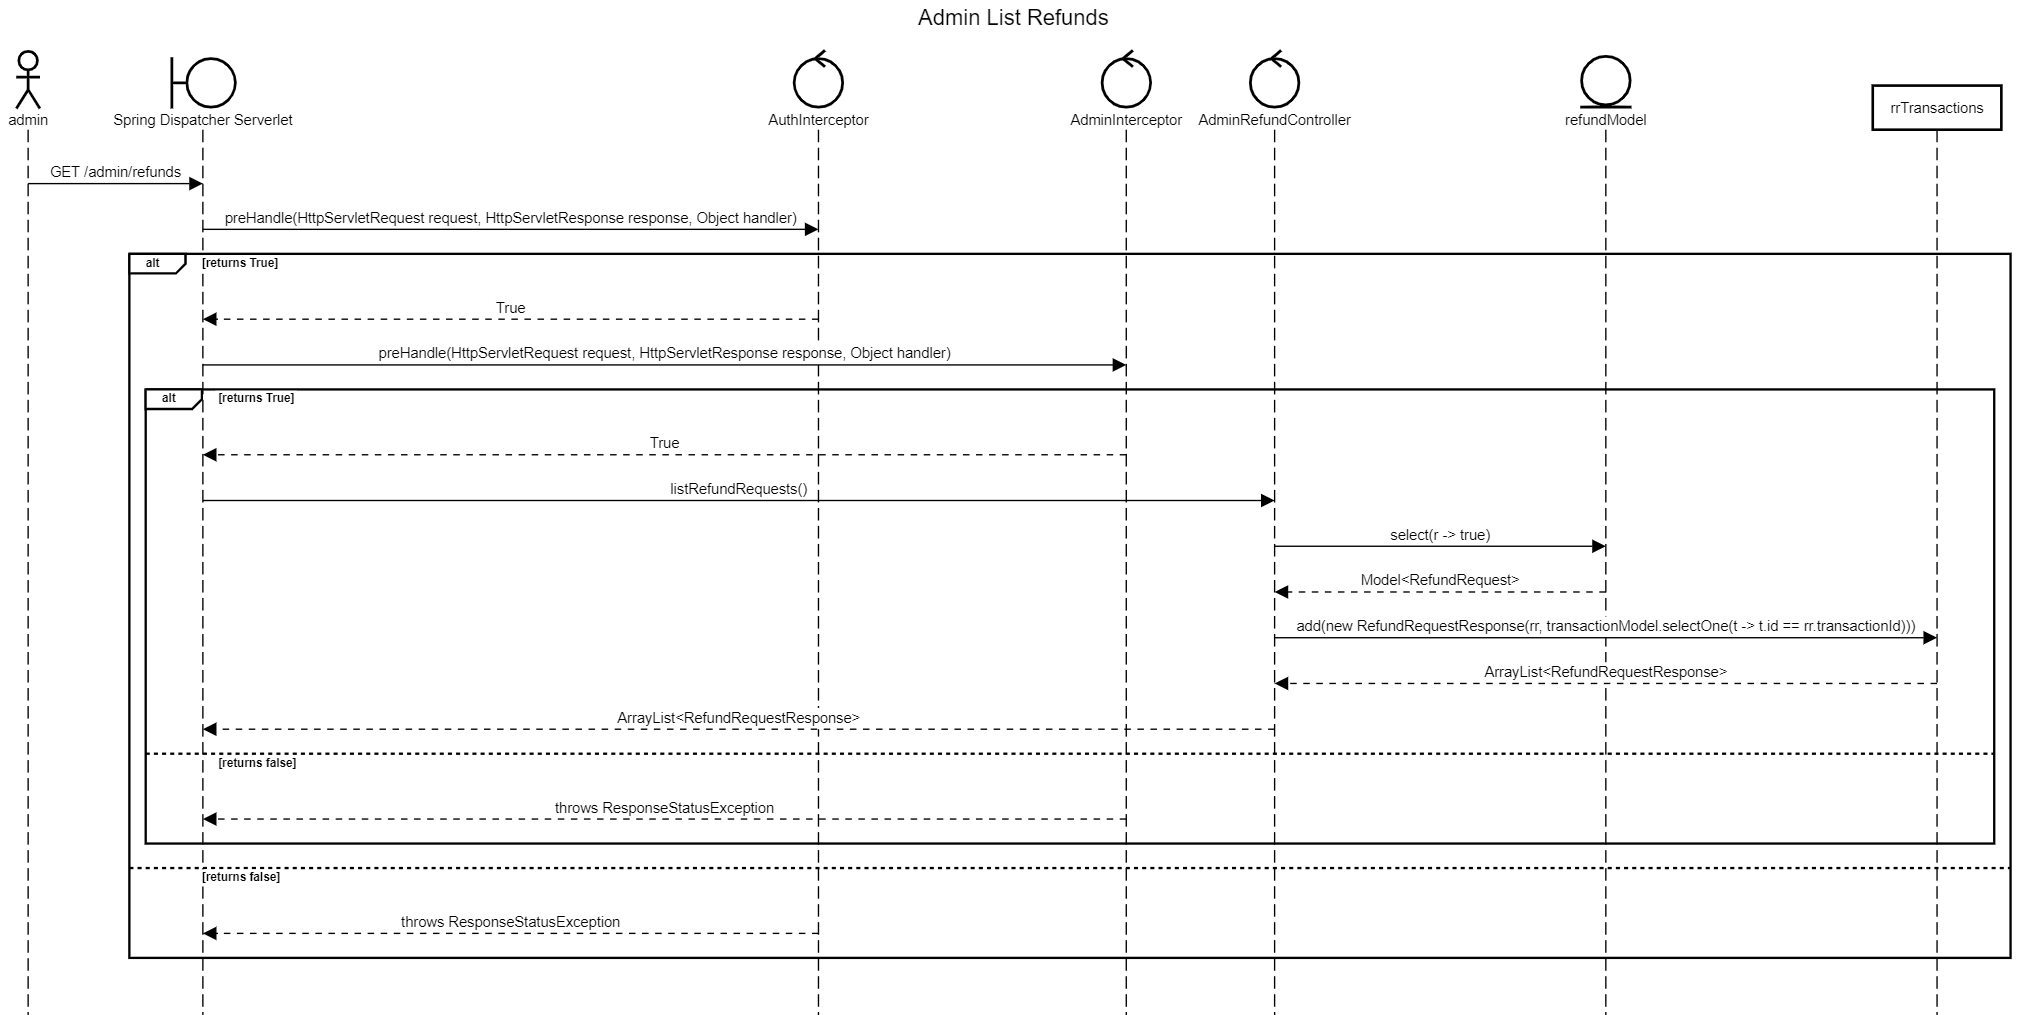 Admin List Refunds
admin
Spring Dispatcher Serverlet
AuthInterceptor
AdminInterceptor
AdminRefundController
refundModel
rrTransactions
GET /admin/refunds
preHandle(HttpServletRequest request, HttpServletResponse response, Object handler)
alt
[returns True]
True
preHandle(HttpServletRequest request, HttpServletResponse response, Object handler)
alt
[returns True]
True
listRefundRequests()
select(r -> true)
Model<RefundRequest>
add(new RefundRequestResponse(rr, transactionModel.selectOne(t -> t.id == rr.transactionId)))
ArrayList<RefundRequestResponse>
ArrayList<RefundRequestResponse>
[returns false]
throws ResponseStatusException
[returns false]
throws ResponseStatusException